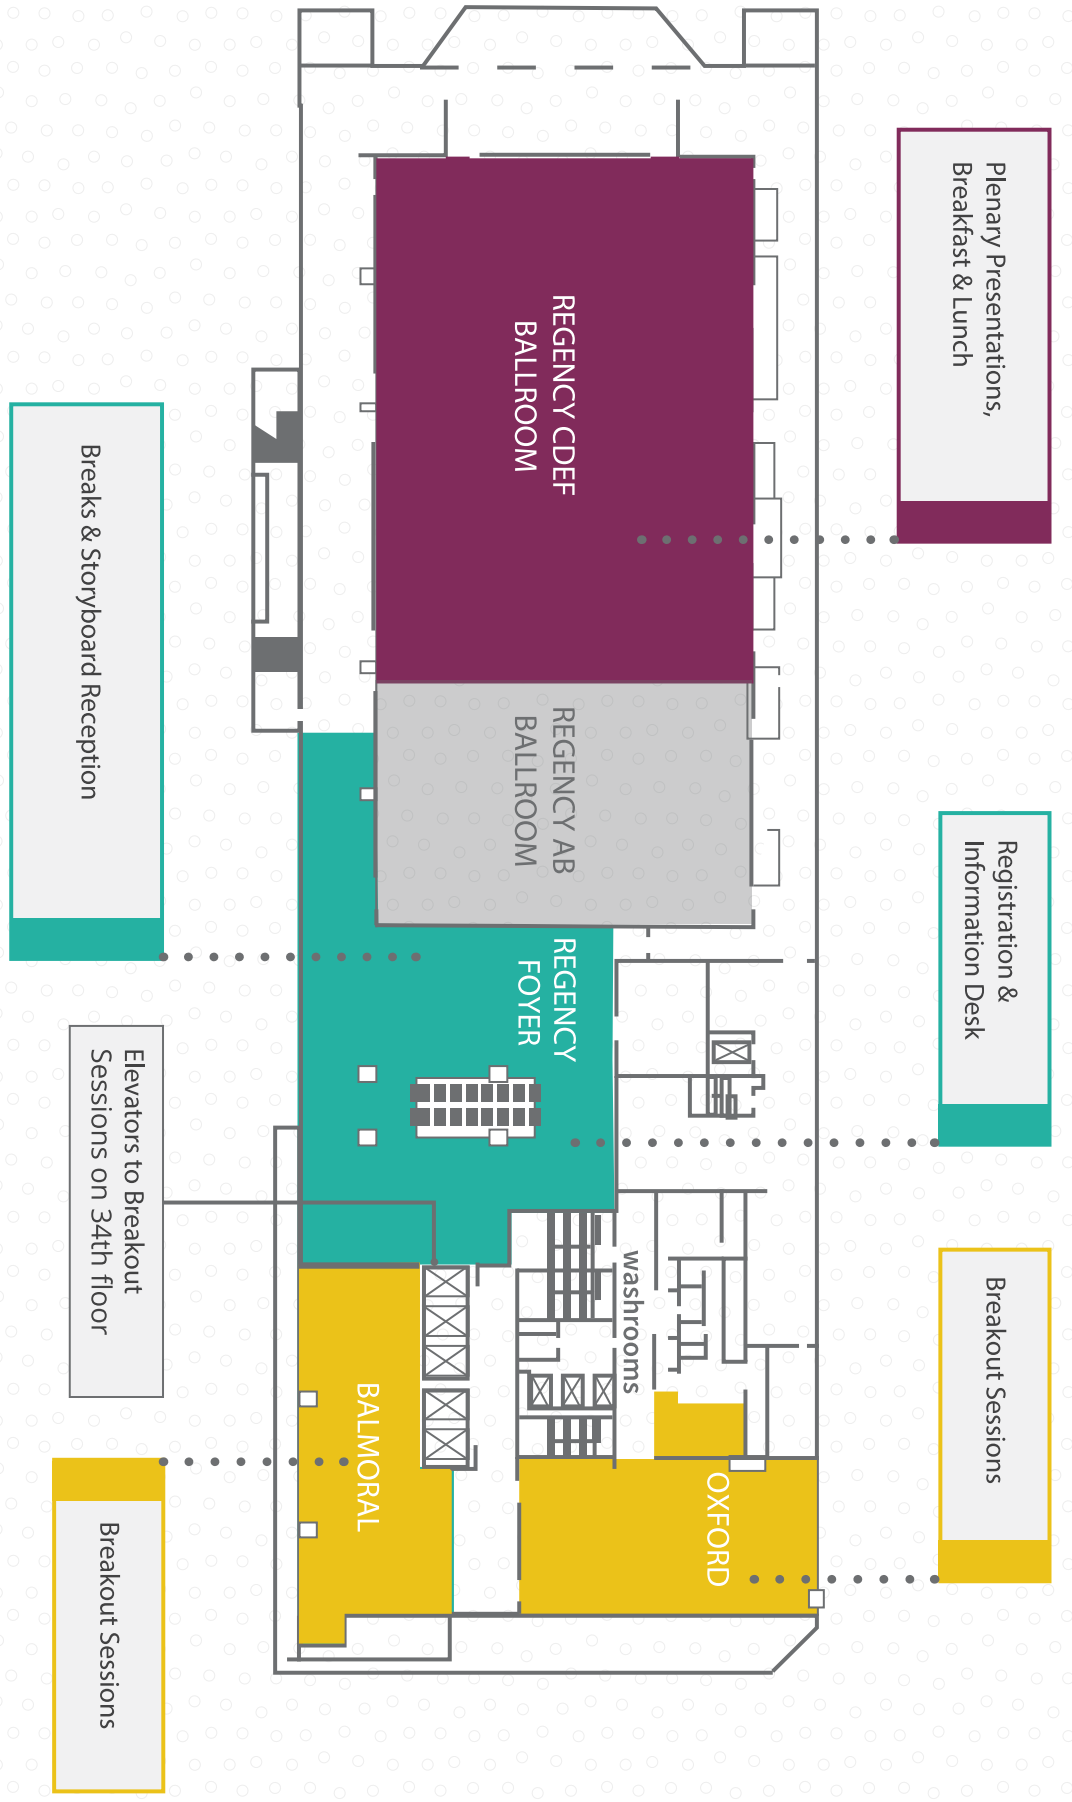 Plenary Presentations,
Breakfast & Lunch
Registration &
Information Desk
Breakout Sessions
REGENCY CDEF
BALLROOM
REGENCY AB
BALLROOM
REGENCY
FOYER
washrooms
OXFORD
BALMORAL
Breaks & Storyboard Reception
Elevators to Breakout
Sessions on 34th floor
Breakout Sessions